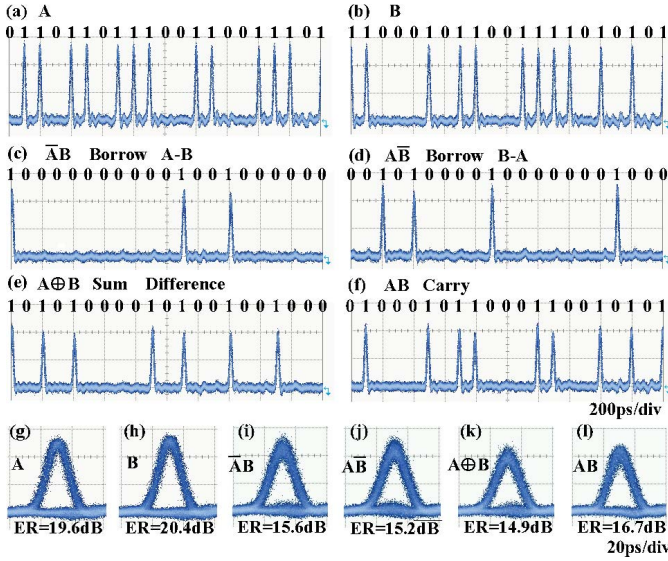 (a) A
0 1 1 0 1 1 0 1 1 1 0 0 1 1 0 0 1 1 1 0 1
(b) B
1 1 0 0 0 1 0 1 1 0 0 1 1 1 1 0 1 0 1 0 1
(c) A̅B Borrow A-B
1 0 0 0 0 0 0 0 0 0 0 1 0 0 1 0 0 0 0 0 0
(d) AB̅ Borrow B-A
0 0 1 0 1 0 0 0 0 1 0 0 0 0 0 0 0 1 0 0 0
(e) A⊕B Sum Difference
1 0 1 0 1 0 0 0 0 1 0 1 0 0 1 0 0 1 0 0 0
(f) AB Carry
0 1 0 0 0 1 0 1 1 0 0 0 1 1 0 0 1 0 1 0 1
200ps/div
(g) A ER=19.6dB
(h) B ER=20.4dB
(i) A̅B ER=15.6dB
(j) AB̅ ER=15.2dB
(k) A⊕B ER=14.9dB
(l) AB ER=16.7dB
20ps/div